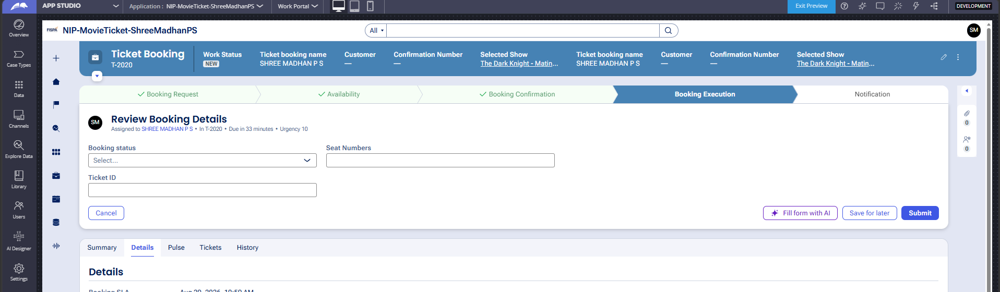 APP STUDIO
Application : NIP-MovieTicket-ShreeMadhanPS
Work Portal
Exit Preview
DEVELOPMENT
Overview
Case Types
Data
Channels
Explore Data
Library
Users
AI Designer
Settings
FISPA
NIP-MovieTicket-ShreeMadhanPS
All
SM
Ticket Booking
T-2020
Work Status
NEW
Ticket booking name
SHREE MADHAN P S
Customer
—
Confirmation Number
—
Selected Show
The Dark Knight - Matin...
Ticket booking name
SHREE MADHAN P S
Customer
—
Confirmation Number
—
Selected Show
The Dark Knight - Matin...
Booking Request
Availability
Booking Confirmation
Booking Execution
Notification
SM
Review Booking Details
Assigned to SHREE MADHAN P S • In T-2020 • Due in 33 minutes • Urgency 10
Booking status
Select...
Seat Numbers
Ticket ID
Cancel
Fill form with AI
Save for later
Submit
0
0
Summary
Details
Pulse
Tickets
History
Details
Booking SLA
Aug 20, 2026, 10:50 AM